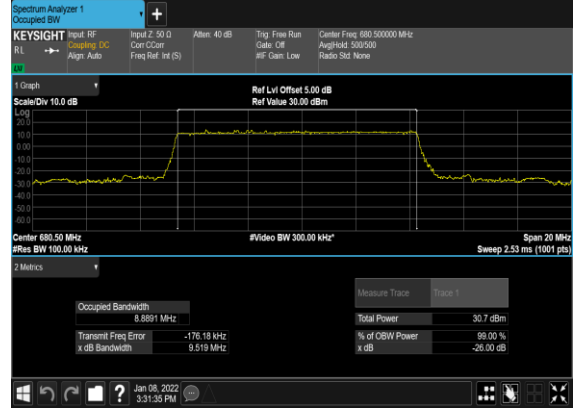 Spectrum Analyzer 1
Occupied BW
KEYSIGHT Input: RF Input Z: 50 Ω Atten: 40 dB Trig: Free Run Center Freq: 680.500000 MHz
RL Coupling: DC Corr CCorr Gate: Off Avg|Hold: 500/500
Align: Auto Freq Ref: Int (S) #IF Gain: Low Radio Std: None
1 Graph
Ref Lvl Offset 5.00 dB
Scale/Div 10.0 dB Ref Value 30.00 dBm
Log
20.0
10.0
0.00
-10.0
-20.0
-30.0
-40.0
-50.0
-60.0
Center 680.50 MHz #Video BW 300.00 kHz* Span 20 MHz
#Res BW 100.00 kHz Sweep 2.53 ms (1001 pts)
2 Metrics
Measure Trace Trace 1
Occupied Bandwidth
8.8891 MHz Total Power 30.7 dBm
Transmit Freq Error -176.18 kHz % of OBW Power 99.00 %
x dB Bandwidth 9.519 MHz x dB -26.00 dB
Jan 08, 2022
3:31:35 PM